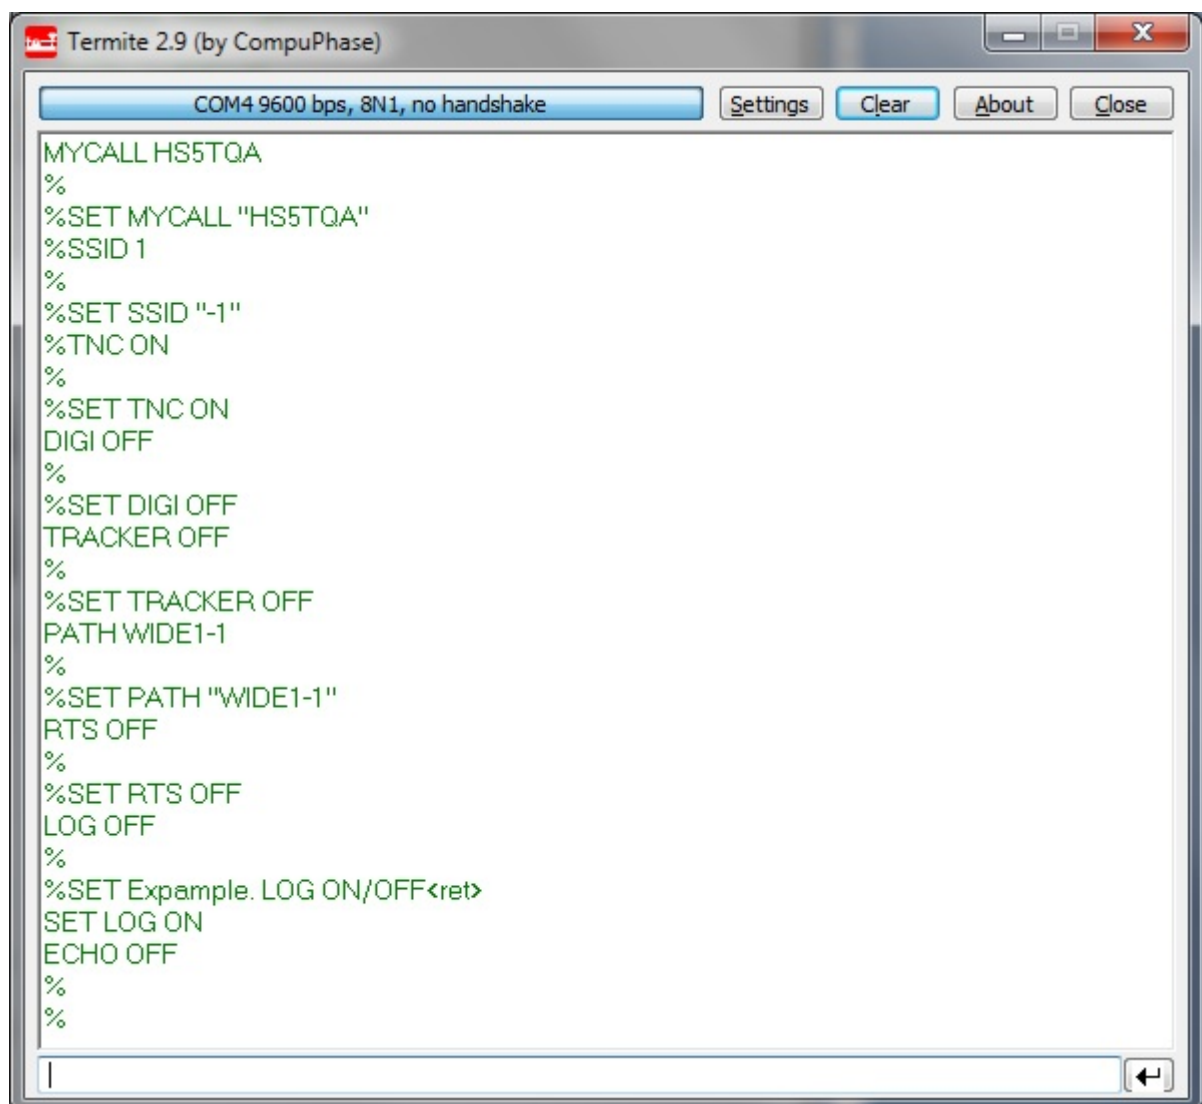 Termite 2.9 (by CompuPhase)
COM4 9600 bps, 8N1, no handshake Settings Clear About Close
MYCALL HS5TQA
%
%SET MYCALL "HS5TQA"
%SSID 1
%
%SET SSID "-1"
%TNC ON
%
%SET TNC ON
DIGI OFF
%
%SET DIGI OFF
TRACKER OFF
%
%SET TRACKER OFF
PATH WIDE1-1
%
%SET PATH "WIDE1-1"
RTS OFF
%
%SET RTS OFF
LOG OFF
%
%SET Expample. LOG ON/OFF<ret>
SET LOG ON
ECHO OFF
%
%